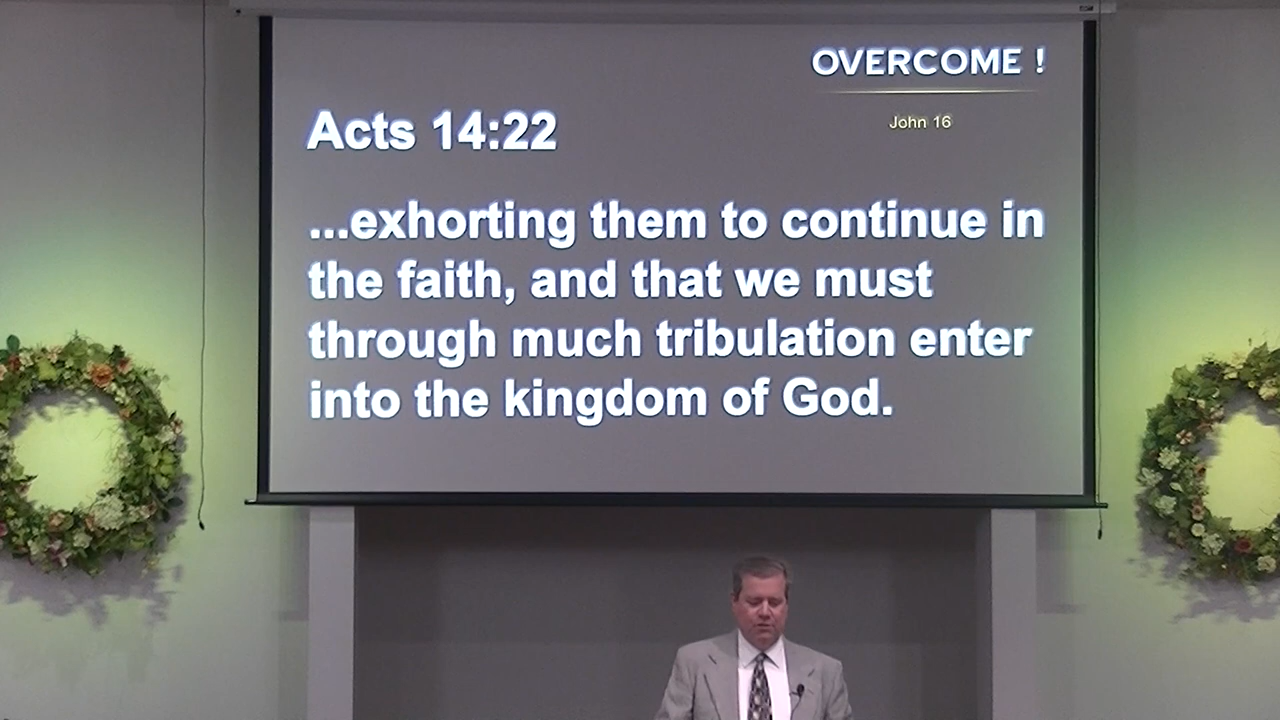 OVERCOME !
John 16
Acts 14:22
...exhorting them to continue in
the faith, and that we must
through much tribulation enter
into the kingdom of God.